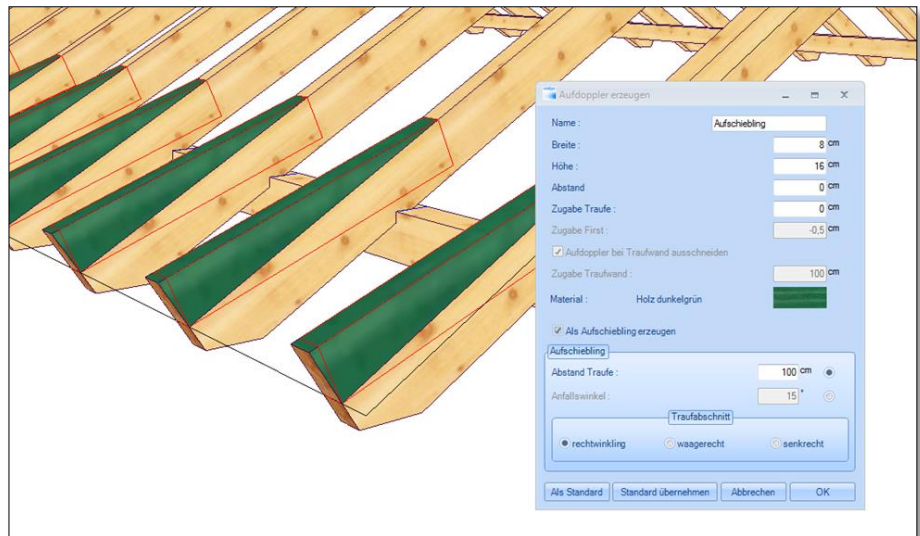 Aufdoppler erzeugen
Name : Aufschiebling
Breite : 8 cm
Höhe : 16 cm
Abstand 0 cm
Zugabe Traufe : 0 cm
Zugabe First : -0,5 cm
Aufdoppler bei Traufwand ausschneiden
Zugabe Traufwand : 100 cm
Material : Holz dunkelgrün
Als Aufschiebling erzeugen
Aufschiebling
Abstand Traufe : 100 cm
Anfallswinkel : 15 °
Traufabschnitt
rechtwinkling waagerecht senkrecht
Als Standard Standard übernehmen Abbrechen OK